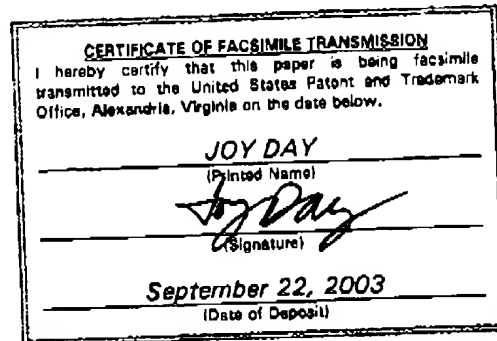 CERTIFICATE OF FACSIMILE TRANSMISSION
I hereby certify that this paper is being facsimile
transmitted to the United States Patent and Trademark
Office, Alexandria, Virginia on the date below.
JOY DAY
(Printed Name)
Joy Day
(Signature)
September 22, 2003
(Date of Deposit)